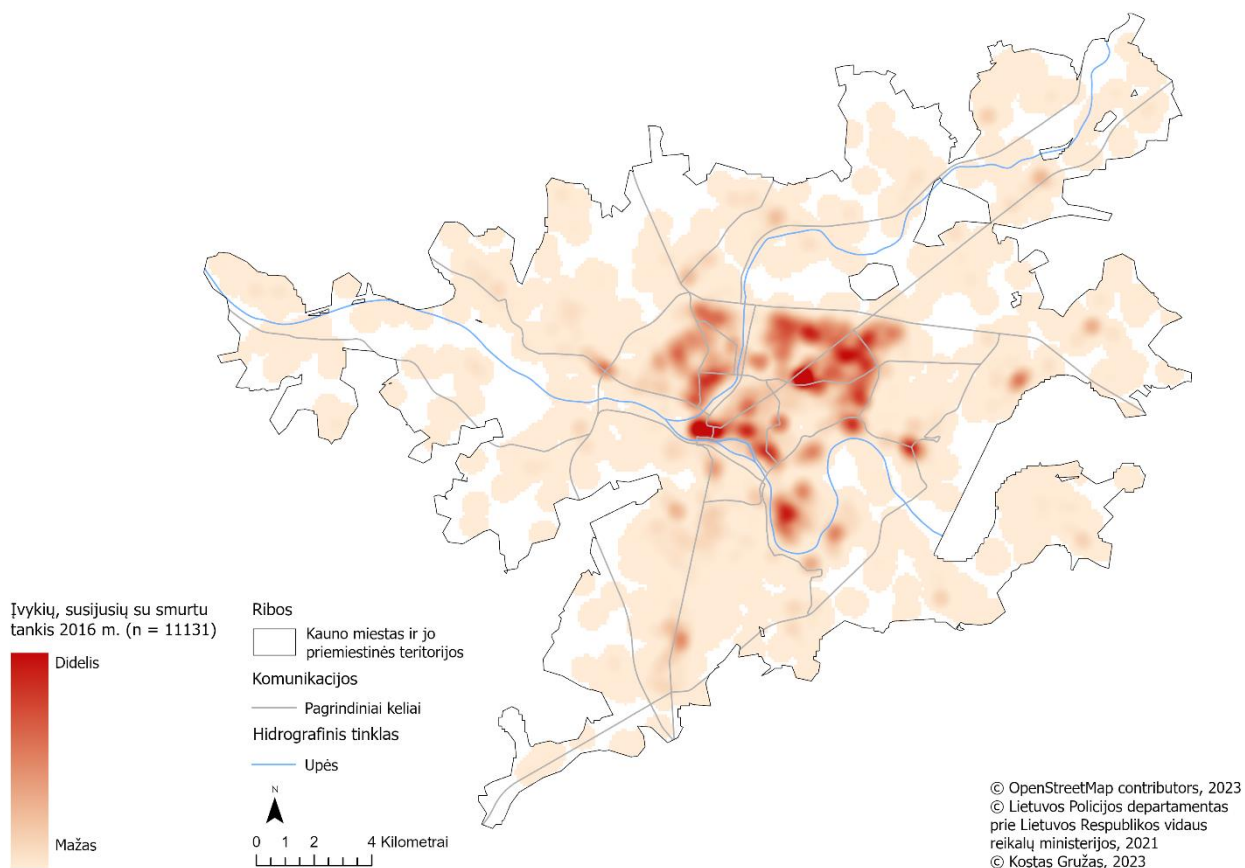 Įvykių, susijusių su smurtu
tankis 2016 m. (n = 11131)
Didelis
Mažas
Ribos
Kauno miestas ir jo
priemiestinės teritorijos
Komunikacijos
Pagrindiniai keliai
Hidrografinis tinklas
Upės
N
0 1 2 4 Kilometrai
© OpenStreetMap contributors, 2023
© Lietuvos Policijos departamentas
prie Lietuvos Respublikos vidaus
reikalų ministerijos, 2021
© Kostas Gružas, 2023